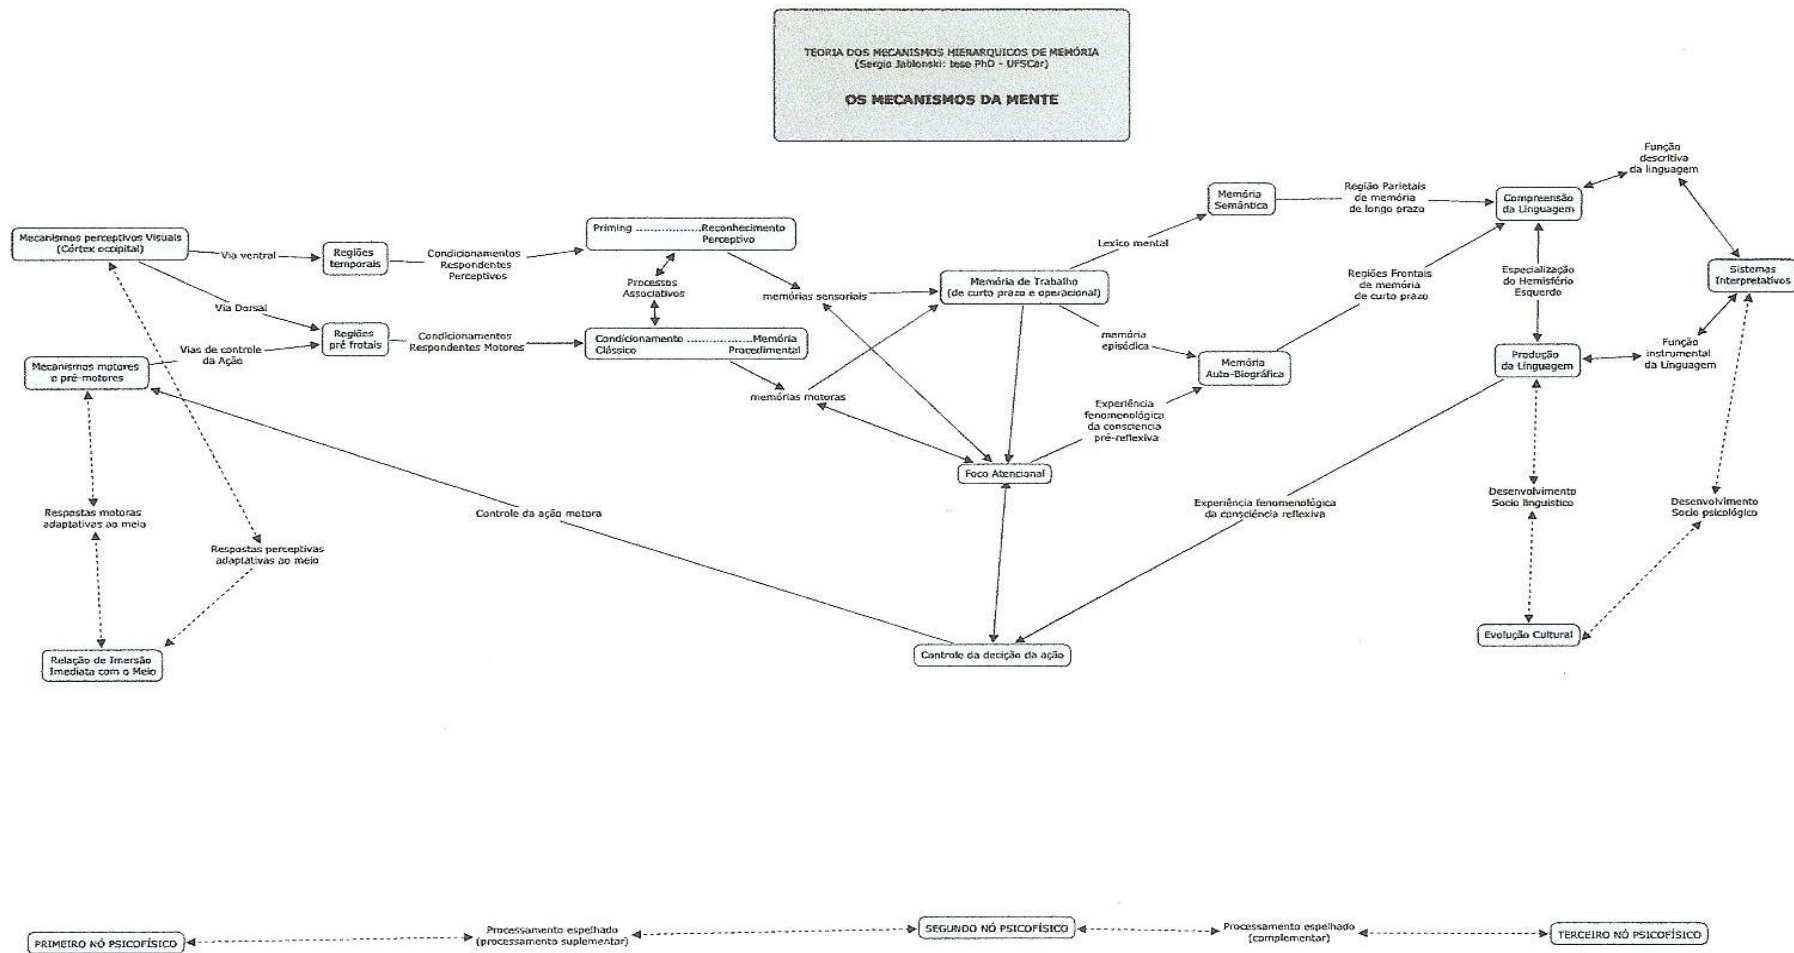 TEORIA DOS MECANISMOS HIERARQUICOS DE MEMÓRIA
(Sergio Jablonski: tese PhD - UFSCar)
OS MECANISMOS DA MENTE
Mecanismos perceptivos Visuais
(Córtex occipital)
Via ventral
Via Dorsal
Regiões
temporais
Condicionamentos
Respondentes
Perceptivos
Priming ....................Reconhecimento
Perceptivo
Processos
Associativos
memórias sensoriais
Mecanismos motores
e pré-motores
Vias de controle
da Ação
Regiões
pré frotais
Condicionamentos
Respondentes Motores
Condicionamento ....................Memória
Clássico Procedimental
memórias motoras
Memória de Trabalho
(de curto prazo e operacional)
Lexico mental
Memória
Semântica
Região Parietais
de memória
de longo prazo
memória
episódica
Memória
Auto-Biográfica
Regiões Frontais
de memória
de curto prazo
Experiência
fenomenológica
da consciencia
pré-reflexiva
Foco Atencional
Compreensão
da Linguagem
Função
descritiva
da linguagem
Especialização
do Hemisfério
Esquerdo
Sistemas
Interpretativos
Produção
da Linguagem
Função
instrumental
da Linguagem
Respostas motoras
adaptativas ao meio
Respostas perceptivas
adaptativas ao meio
Controle da ação motora
Experiência fenomenológica
da consciência reflexiva
Desenvolvimento
Socio linguistico
Desenvolvimento
Socio psicológico
Relação de Imersão
Imediata com o Meio
Controle da decição da ação
Evolução Cultural
PRIMEIRO NÓ PSICOFÍSICO
Processamento espelhado
(processamento suplementar)
SEGUNDO NÓ PSICOFÍSICO
Processamento espelhado
(complementar)
TERCEIRO NÓ PSICOFÍSICO